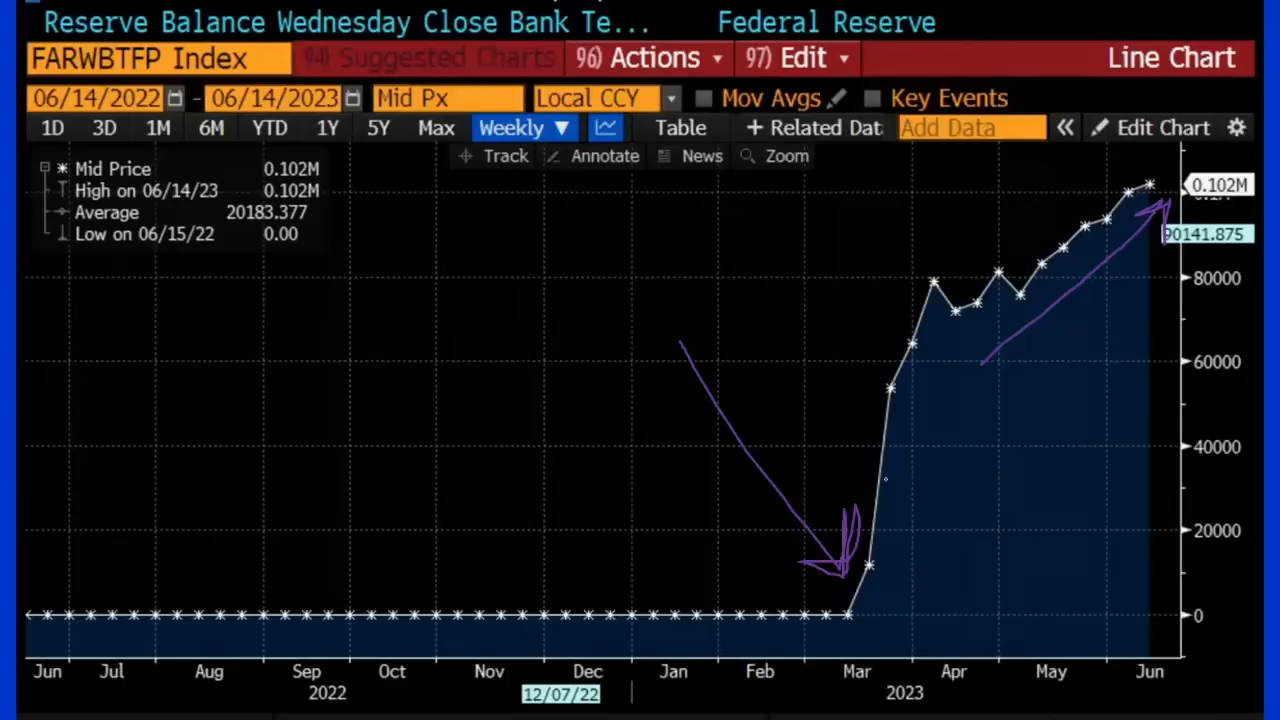 Reserve Balance Wednesday Close Bank Te... Federal Reserve
FARWBTFP Index 94) Suggested Charts 96) Actions 97) Edit Line Chart
06/14/2022 - 06/14/2023 Mid Px Local CCY Mov Avgs Key Events
1D 3D 1M 6M YTD 1Y 5Y Max Weekly ▼ Table + Related Dat Add Data « Edit Chart
Track Annotate News Zoom
Mid Price 0.102M
High on 06/14/23 0.102M
Average 20183.377
Low on 06/15/22 0.00
0.102M
90141.875
80000
60000
40000
20000
0
Jun Jul Aug Sep Oct Nov Dec Jan Feb Mar Apr May Jun
2022 12/07/22 2023